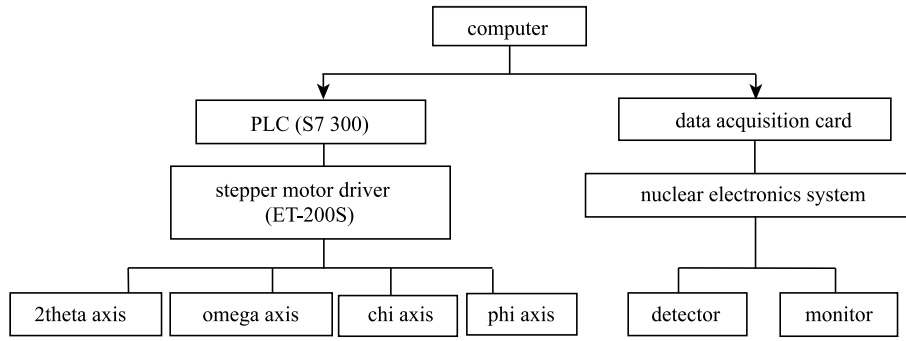 computer
PLC (S7 300)
data acquisition card
stepper motor driver
(ET-200S)
nuclear electronics system
2theta axis
omega axis
chi axis
phi axis
detector
monitor